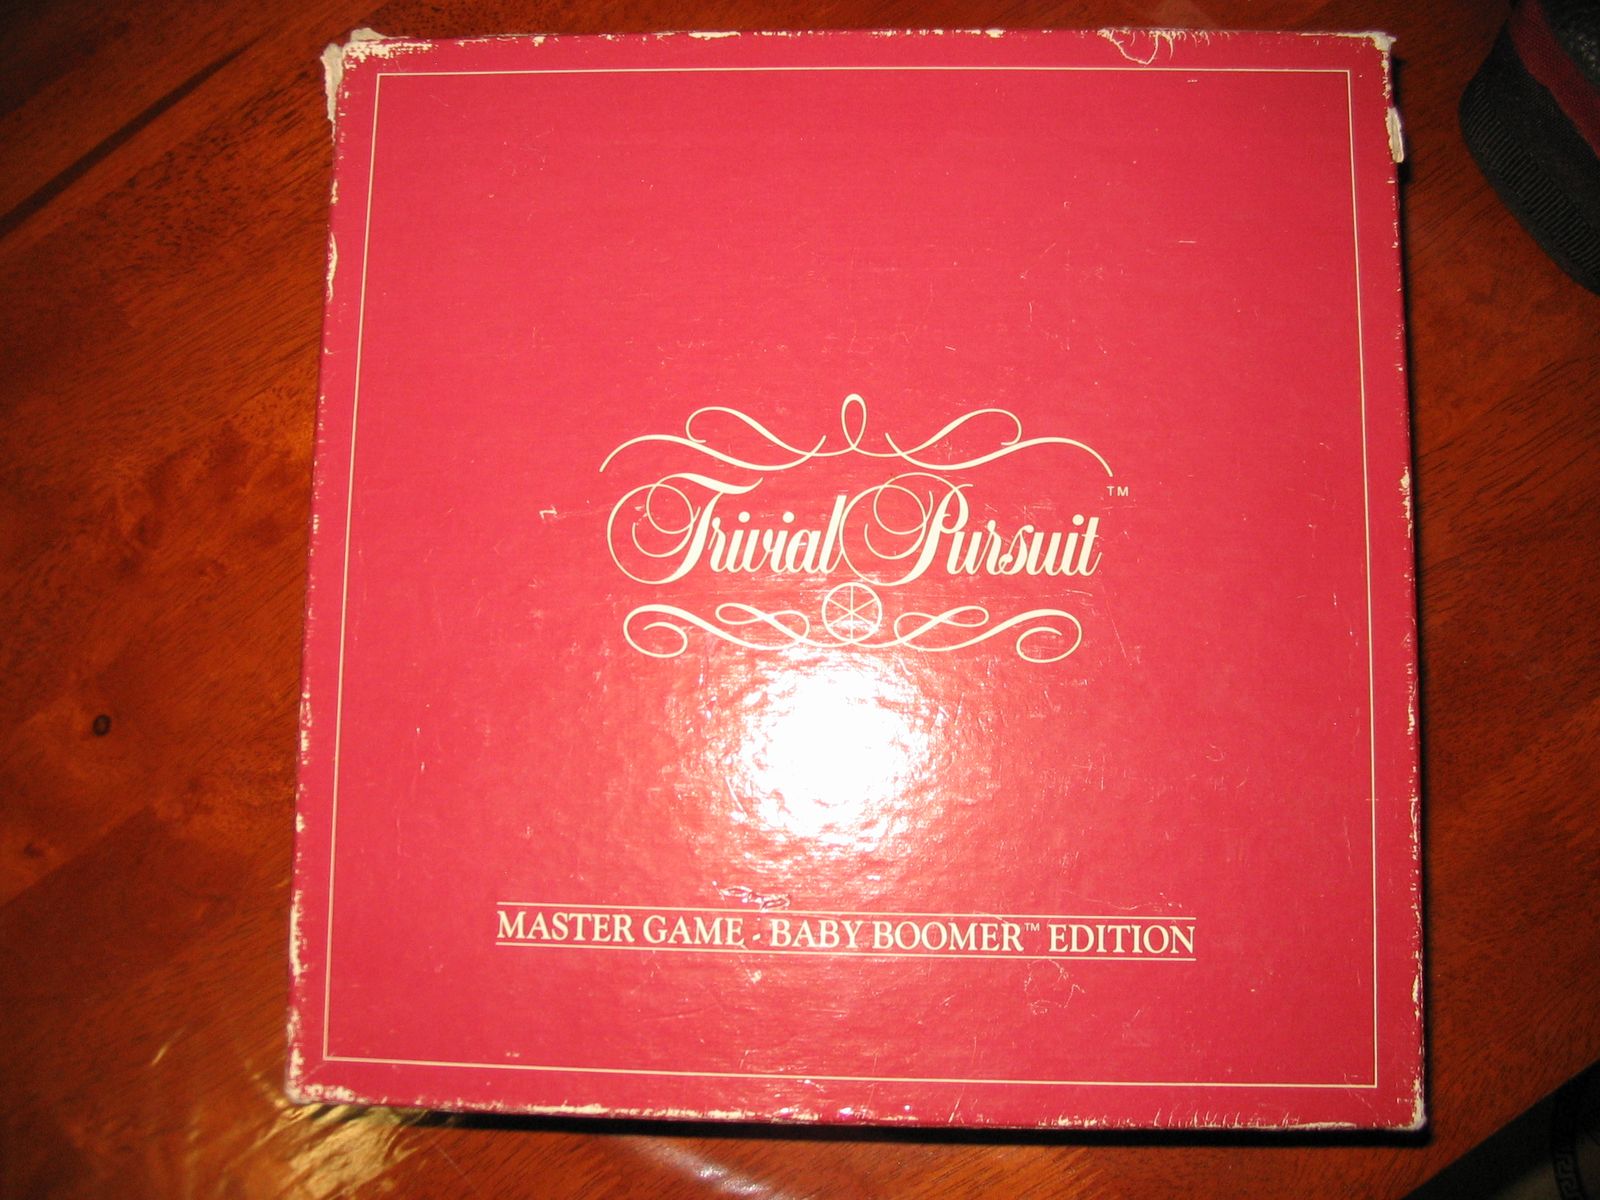 Trivial Pursuit™
MASTER GAME - BABY BOOMER™ EDITION